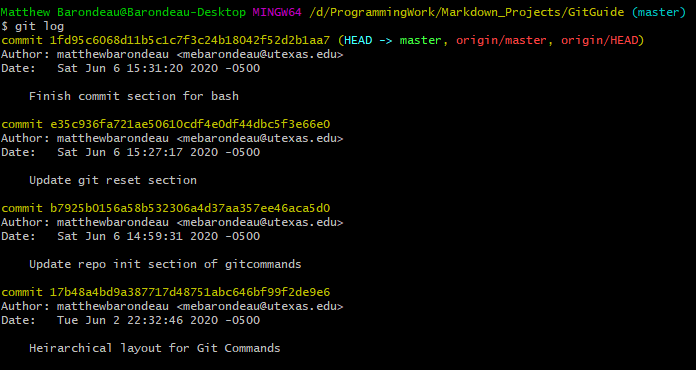 Matthew Barondeau@Barondeau-Desktop MINGW64 /d/ProgrammingWork/Markdown_Projects/GitGuide (master)
$ git log
commit 1fd95c6068d11b5c1c7f3c24b18042f52d2b1aa7 (HEAD -> master, origin/master, origin/HEAD)
Author: matthewbarondeau <mebarondeau@utexas.edu>
Date:   Sat Jun 6 15:31:20 2020 -0500
    Finish commit section for bash
commit e35c936fa721ae50610cdf4e0df44dbc5f3e66e0
Author: matthewbarondeau <mebarondeau@utexas.edu>
Date:   Sat Jun 6 15:27:17 2020 -0500
    Update git reset section
commit b7925b0156a58b532306a4d37aa357ee46aca5d0
Author: matthewbarondeau <mebarondeau@utexas.edu>
Date:   Sat Jun 6 14:59:31 2020 -0500
    Update repo init section of gitcommands
commit 17b48a4bd9a387717d48751abc646bf99f2de9e6
Author: matthewbarondeau <mebarondeau@utexas.edu>
Date:   Tue Jun 2 22:32:46 2020 -0500
    Heirarchical layout for Git Commands